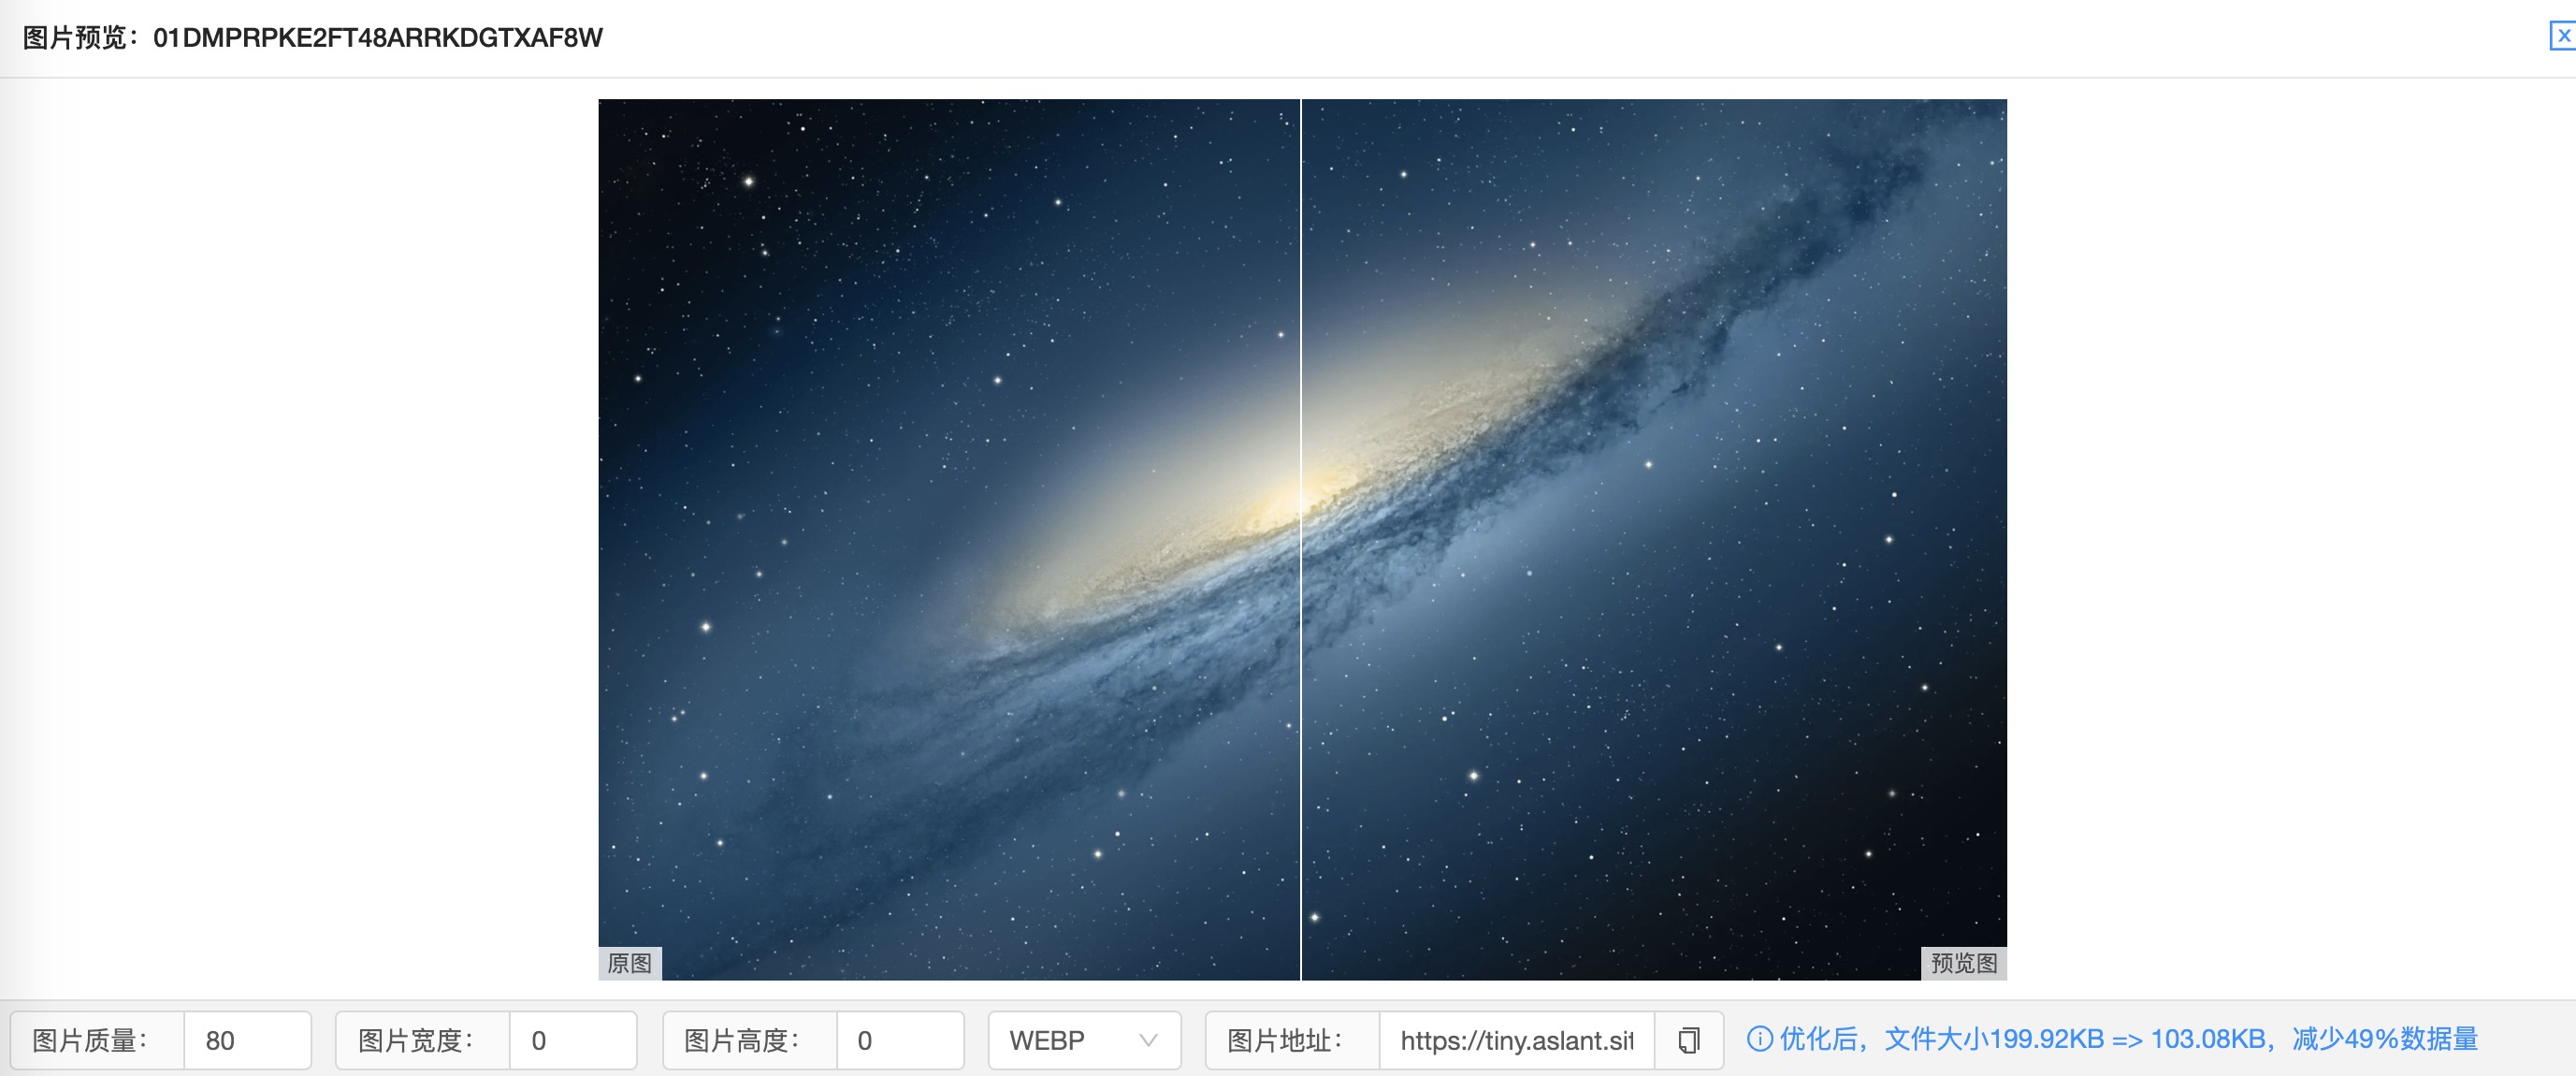 图片预览：01DMPRPKE2FT48ARRKDGTXAF8W
x
原图
预览图
图片质量： 80 图片宽度： 0 图片高度： 0 WEBP 图片地址： https://tiny.aslant.sit 优化后，文件大小199.92KB => 103.08KB，减少49%数据量